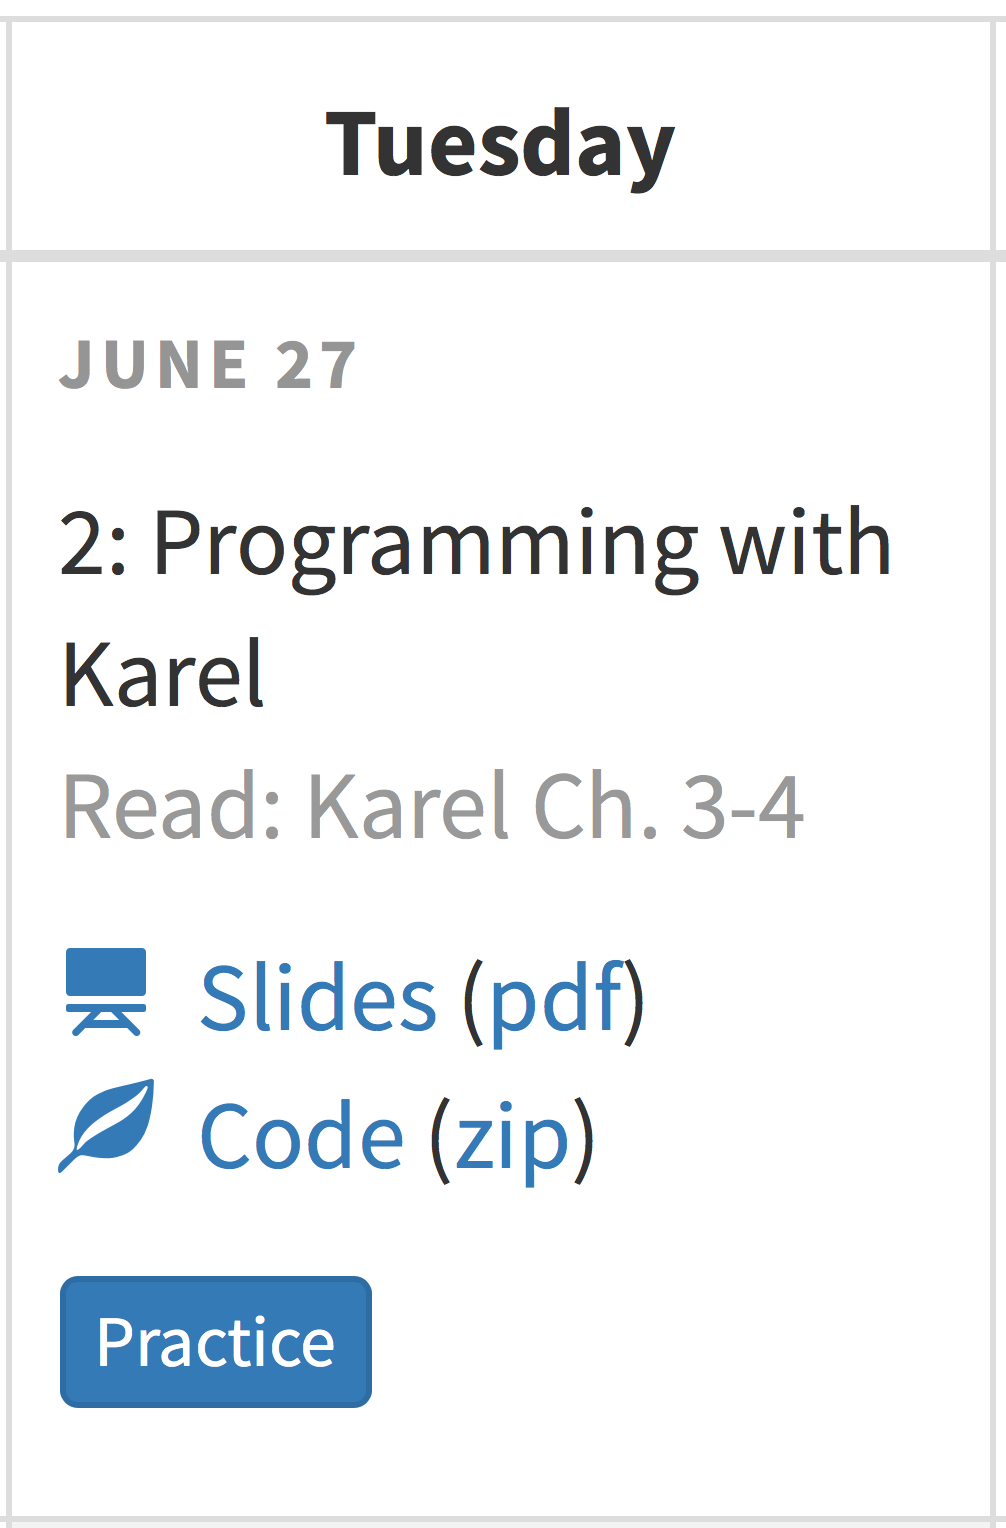 Tuesday
JUNE 27
2: Programming with
Karel
Read: Karel Ch. 3-4
Slides (pdf)
Code (zip)
Practice